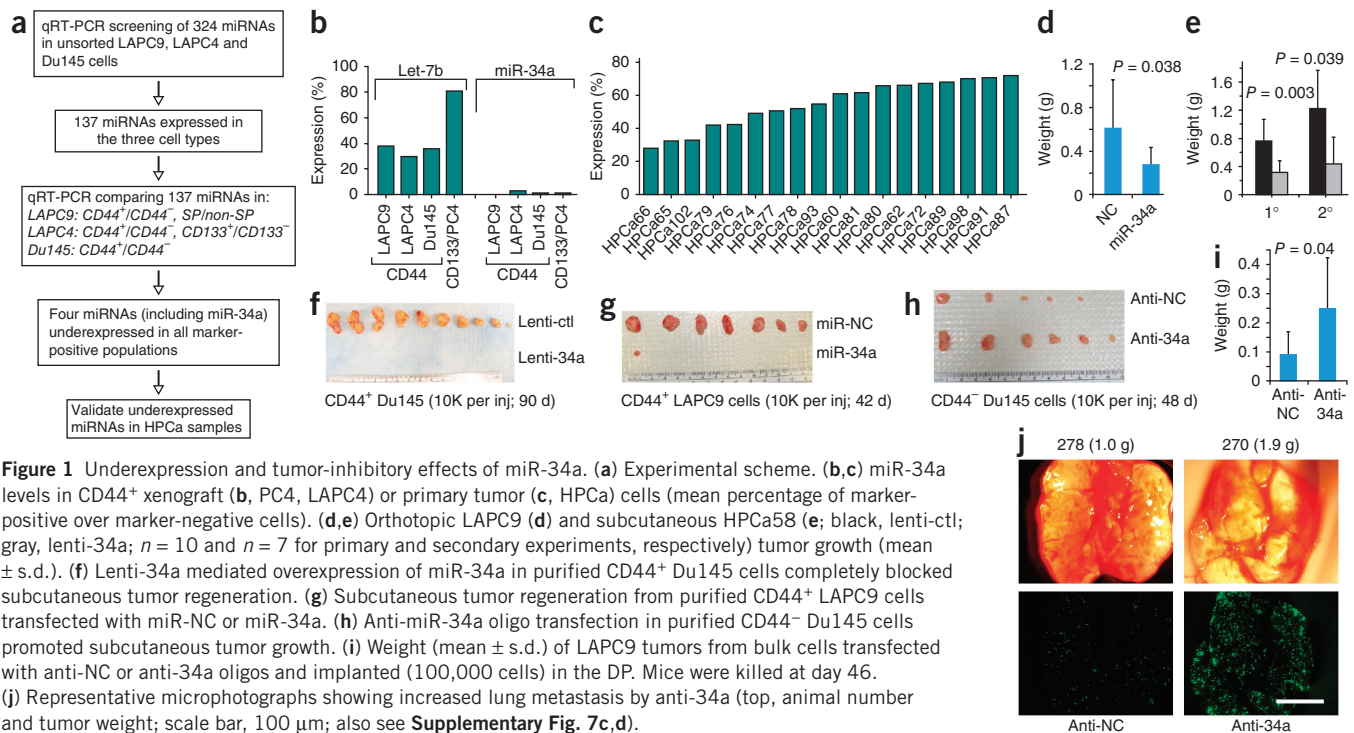 a
qRT-PCR screening of 324 miRNAs
in unsorted LAPC9, LAPC4 and
Du145 cells
137 miRNAs expressed in
the three cell types
qRT-PCR comparing 137 miRNAs in:
LAPC9: CD44⁺/CD44⁻, SP/non-SP
LAPC4: CD44⁺/CD44⁻, CD133⁺/CD133⁻
Du145: CD44⁺/CD44⁻
Four miRNAs (including miR-34a)
underexpressed in all marker-
positive populations
Validate underexpressed
miRNAs in HPCa samples
b
Let-7b
miR-34a
Expression (%)
100
80
60
40
20
0
LAPC9
LAPC4
Du145
CD133/PC4
LAPC9
LAPC4
Du145
CD133/PC4
CD44
CD44
c
Expression (%)
80
60
40
20
0
HPCa66
HPCa65
HPCa102
HPCa79
HPCa76
HPCa74
HPCa77
HPCa78
HPCa93
HPCa60
HPCa81
HPCa80
HPCa62
HPCa72
HPCa89
HPCa98
HPCa91
HPCa87
d
Weight (g)
1.2
0.8
0.4
0
P = 0.038
NC
miR-34a
e
Weight (g)
2.0
1.6
1.2
0.8
0.4
0
P = 0.039
P = 0.003
1°
2°
f
Lenti-ctl
Lenti-34a
CD44⁺ Du145 (10K per inj; 90 d)
g
miR-NC
miR-34a
CD44⁺ LAPC9 cells (10K per inj; 42 d)
h
Anti-NC
Anti-34a
CD44⁻ Du145 cells (10K per inj; 48 d)
i
P = 0.04
Weight (g)
0.4
0.3
0.2
0.1
0
Anti-
NC
Anti-
34a
j
278 (1.0 g)
270 (1.9 g)
Anti-NC
Anti-34a
Figure 1 Underexpression and tumor-inhibitory effects of miR-34a. (a) Experimental scheme. (b,c) miR-34a
levels in CD44⁺ xenograft (b, PC4, LAPC4) or primary tumor (c, HPCa) cells (mean percentage of marker-
positive over marker-negative cells). (d,e) Orthotopic LAPC9 (d) and subcutaneous HPCa58 (e; black, lenti-ctl;
gray, lenti-34a; n = 10 and n = 7 for primary and secondary experiments, respectively) tumor growth (mean
± s.d.). (f) Lenti-34a mediated overexpression of miR-34a in purified CD44⁺ Du145 cells completely blocked
subcutaneous tumor regeneration. (g) Subcutaneous tumor regeneration from purified CD44⁺ LAPC9 cells
transfected with miR-NC or miR-34a. (h) Anti-miR-34a oligo transfection in purified CD44⁻ Du145 cells
promoted subcutaneous tumor growth. (i) Weight (mean ± s.d.) of LAPC9 tumors from bulk cells transfected
with anti-NC or anti-34a oligos and implanted (100,000 cells) in the DP. Mice were killed at day 46.
(j) Representative microphotographs showing increased lung metastasis by anti-34a (top, animal number
and tumor weight; scale bar, 100 μm; also see Supplementary Fig. 7c,d).